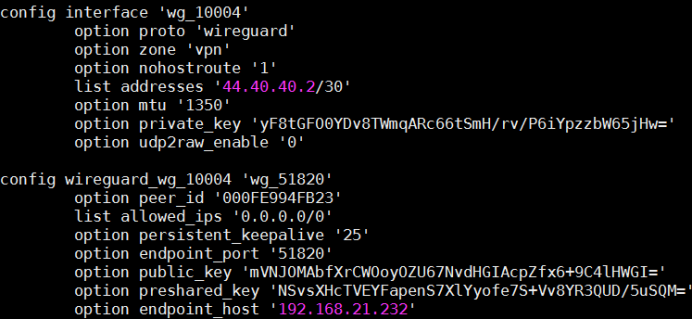 config interface 'wg_10004'
        option proto 'wireguard'
        option zone 'vpn'
        option nohostroute '1'
        list addresses '44.40.40.2/30'
        option mtu '1350'
        option private_key 'yF8tGFO0YDv8TWmqARc66tSmH/rv/P6iYpzzbW65jHw='
        option udp2raw_enable '0'

config wireguard_wg_10004 'wg_51820'
        option peer_id '000FE994FB23'
        list allowed_ips '0.0.0.0/0'
        option persistent_keepalive '25'
        option endpoint_port '51820'
        option public_key 'mVNJOMAbfXrCWOoyOZU67NvdHGIAcpZfx6+9C4lHWGI='
        option preshared_key 'NSvsXHcTVEYFapenS7XlYyofe7S+Vv8YR3QUD/5uSQM='
        option endpoint_host '192.168.21.232'